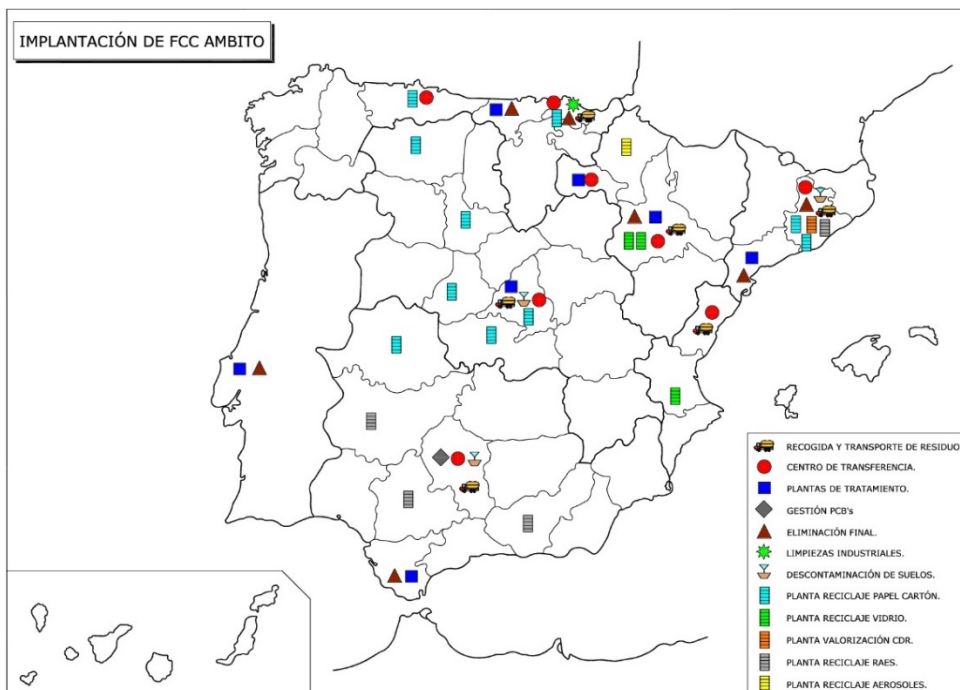 IMPLANTACIÓN DE FCC AMBITO
RECOGIDA Y TRANSPORTE DE RESIDUO
CENTRO DE TRANSFERENCIA.
PLANTAS DE TRATAMIENTO.
GESTIÓN PCB's
ELIMINACIÓN FINAL.
LIMPIEZAS INDUSTRIALES.
DESCONTAMINACIÓN DE SUELOS.
PLANTA RECICLAJE PAPEL CARTÓN.
PLANTA RECICLAJE VIDRIO.
PLANTA VALORIZACIÓN CDR.
PLANTA RECICLAJE RAES.
PLANTA RECICLAJE AEROSOLES.